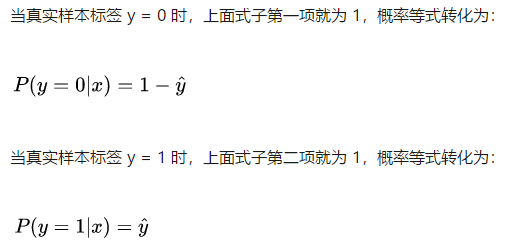 当真实样本标签 y = 0 时，上面式子第一项就为 1，概率等式转化为：
P(y = 0|x) = 1 − ŷ
当真实样本标签 y = 1 时，上面式子第二项就为 1，概率等式转化为：
P(y = 1|x) = ŷ